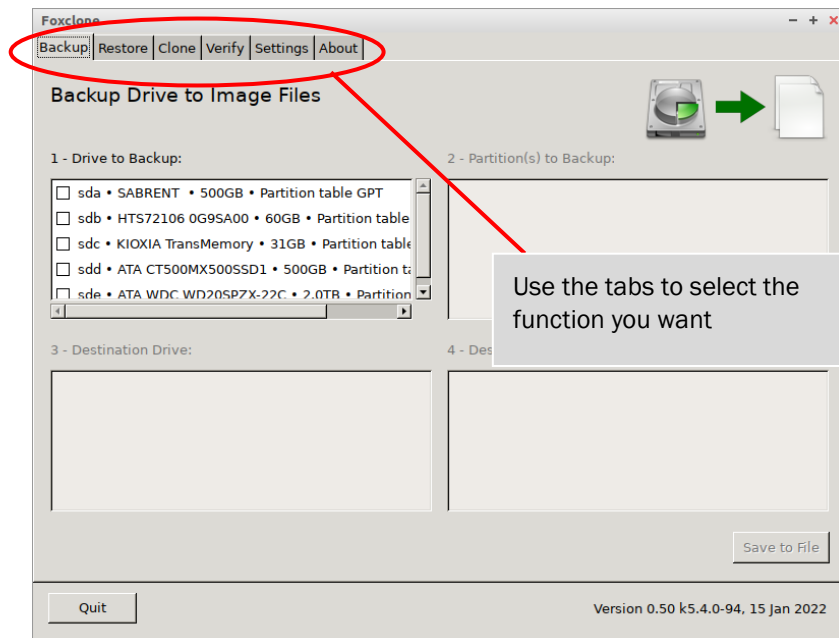 Foxclone
Backup Restore Clone Verify Settings About
Backup Drive to Image Files
1 - Drive to Backup:
2 - Partition(s) to Backup:
sda • SABRENT • 500GB • Partition table GPT
sdb • HTS72106 0G9SA00 • 60GB • Partition table
sdc • KIOXIA TransMemory • 31GB • Partition table
sdd • ATA CT500MX500SSD1 • 500GB • Partition ta
sde • ATA WDC WD20SPZX-22C • 2.0TB • Partition
Use the tabs to select the
function you want
3 - Destination Drive:
4 - Des
Save to File
Quit
Version 0.50 k5.4.0-94, 15 Jan 2022